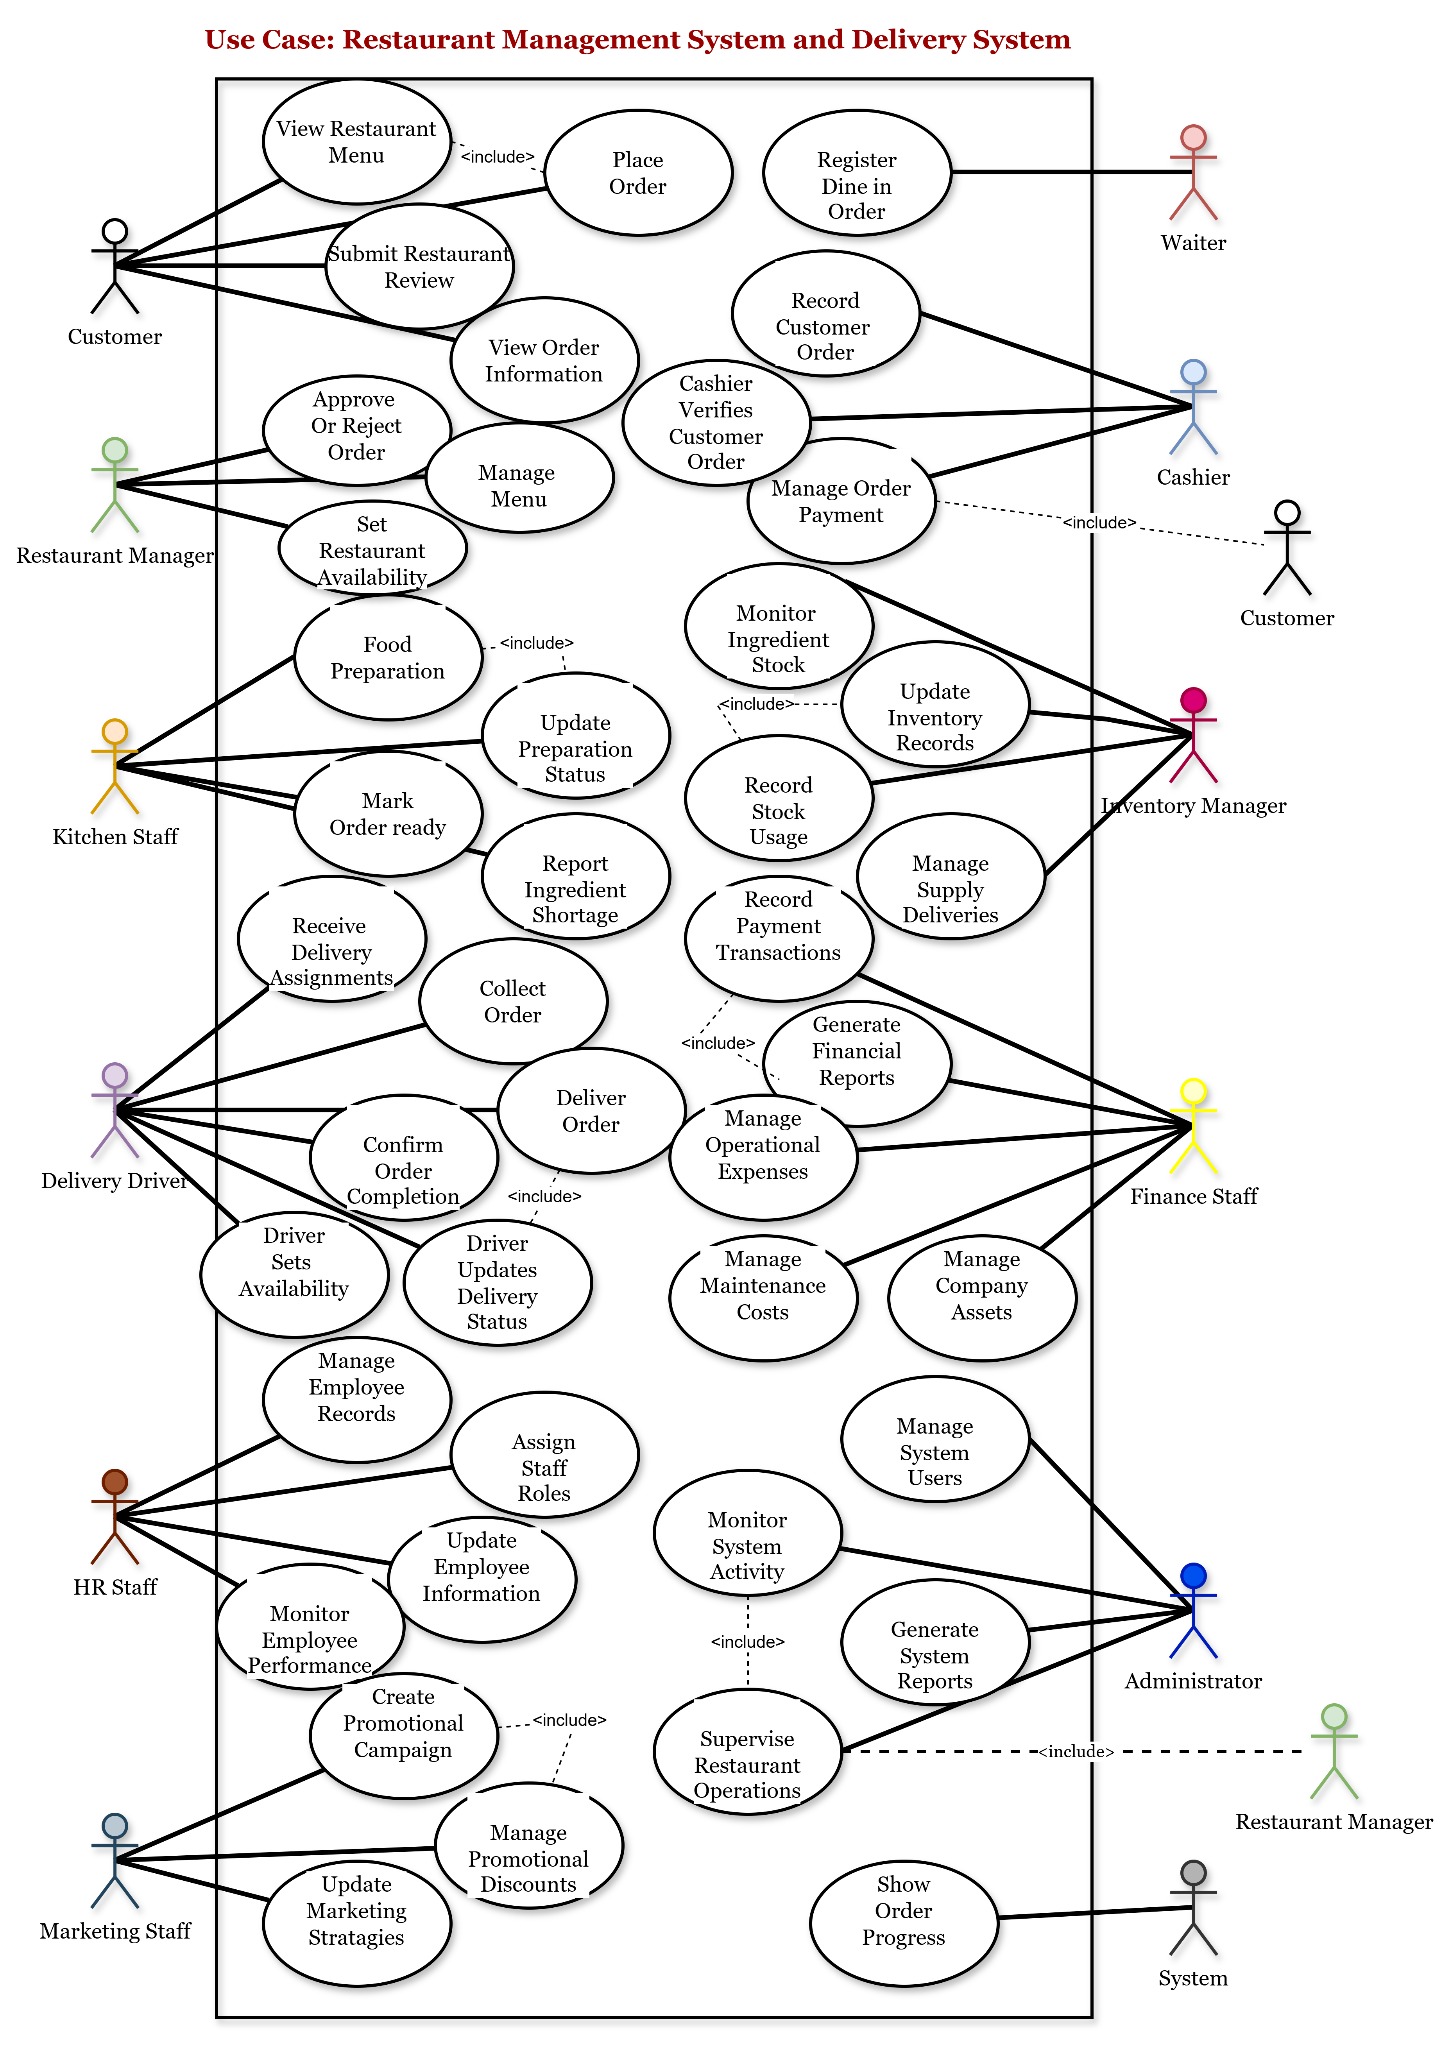 Use Case: Restaurant Management System and Delivery System
View Restaurant
Menu
<include>
Place
Order
Register
Dine in
Order
Waiter
Customer
Submit Restaurant
Review
View Order
Information
Record
Customer
Order
Cashier
Verifies
Customer
Order
Manage Order
Payment
Cashier
<include>
Customer
Approve
Or Reject
Order
Manage
Menu
Set
Restaurant
Availability
Restaurant Manager
Food
Preparation
<include>
Update
Preparation
Status
Mark
Order ready
Report
Ingredient
Shortage
Kitchen Staff
Monitor
Ingredient
Stock
Update
Inventory
Records
<include>
Record
Stock
Usage
Manage
Supply
Deliveries
Inventory Manager
Receive
Delivery
Assignments
Collect
Order
Deliver
Order
Confirm
Order
Completion
<include>
Driver
Sets
Availability
Driver
Updates
Delivery
Status
Delivery Driver
Record
Payment
Transactions
<include>
Generate
Financial
Reports
Manage
Operational
Expenses
Manage
Maintenance
Costs
Manage
Company
Assets
Finance Staff
Manage
Employee
Records
Assign
Staff
Roles
Update
Employee
Information
Monitor
Employee
Performance
HR Staff
Manage
System
Users
Monitor
System
Activity
<include>
Generate
System
Reports
Supervise
Restaurant
Operations
Administrator
<include>
Restaurant Manager
Create
Promotional
Campaign
<include>
Manage
Promotional
Discounts
Update
Marketing
Stratagies
Marketing Staff
Show
Order
Progress
System